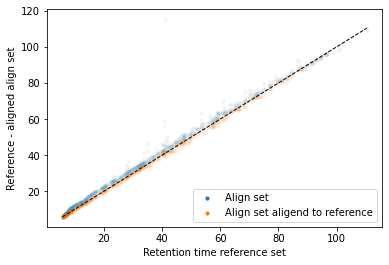 120
100
80
60
40
20
Reference - aligned align set
Align set
Align set aligend to reference
20
40
60
80
100
Retention time reference set